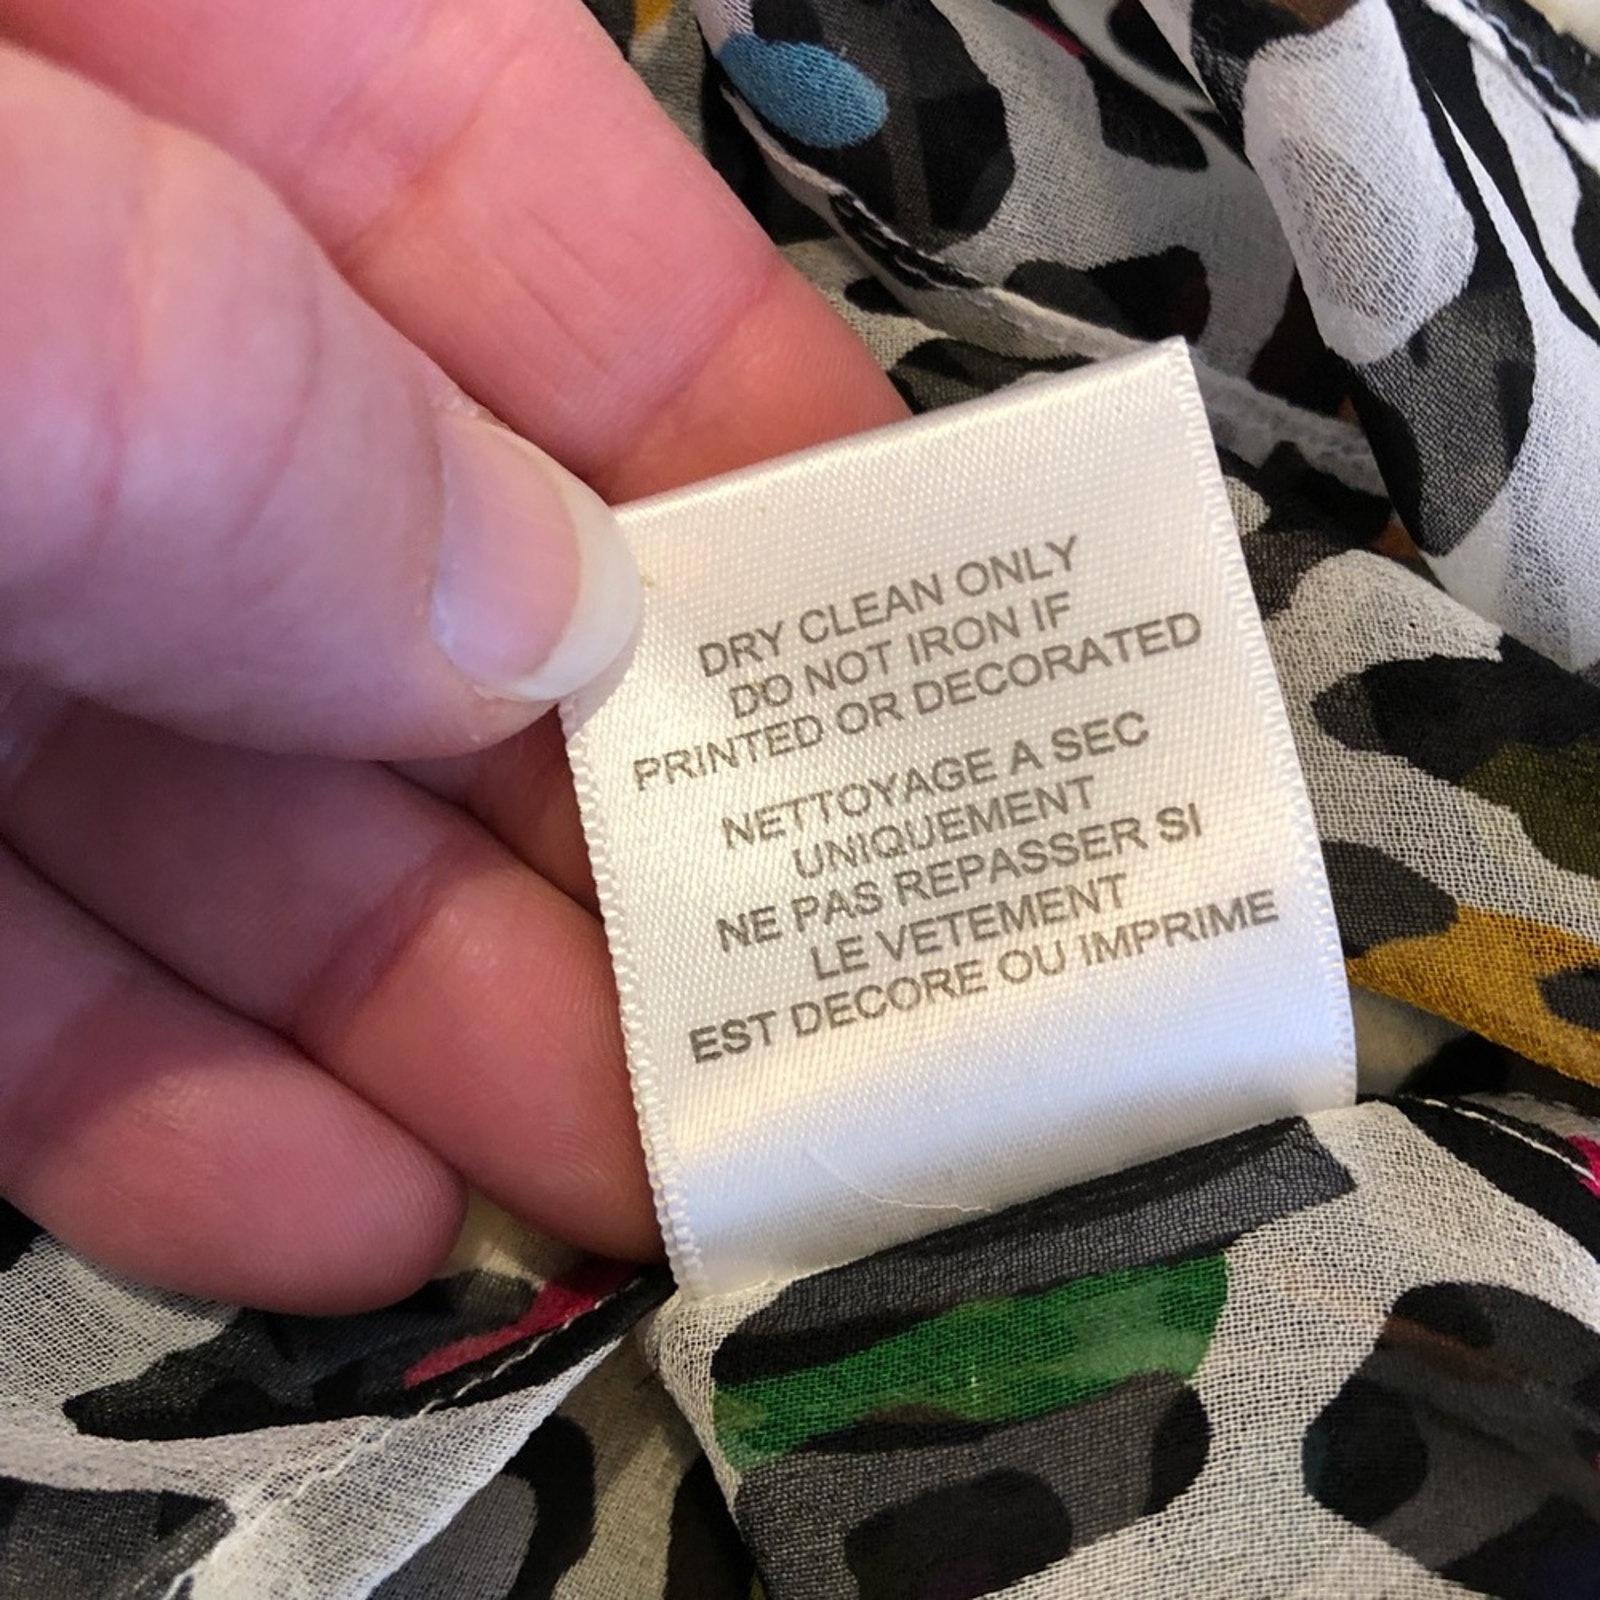 DRY CLEAN ONLY
DO NOT IRON IF
PRINTED OR DECORATED
NETTOYAGE A SEC
UNIQUEMENT
NE PAS REPASSER SI
LE VETEMENT
EST DECORE OU IMPRIME